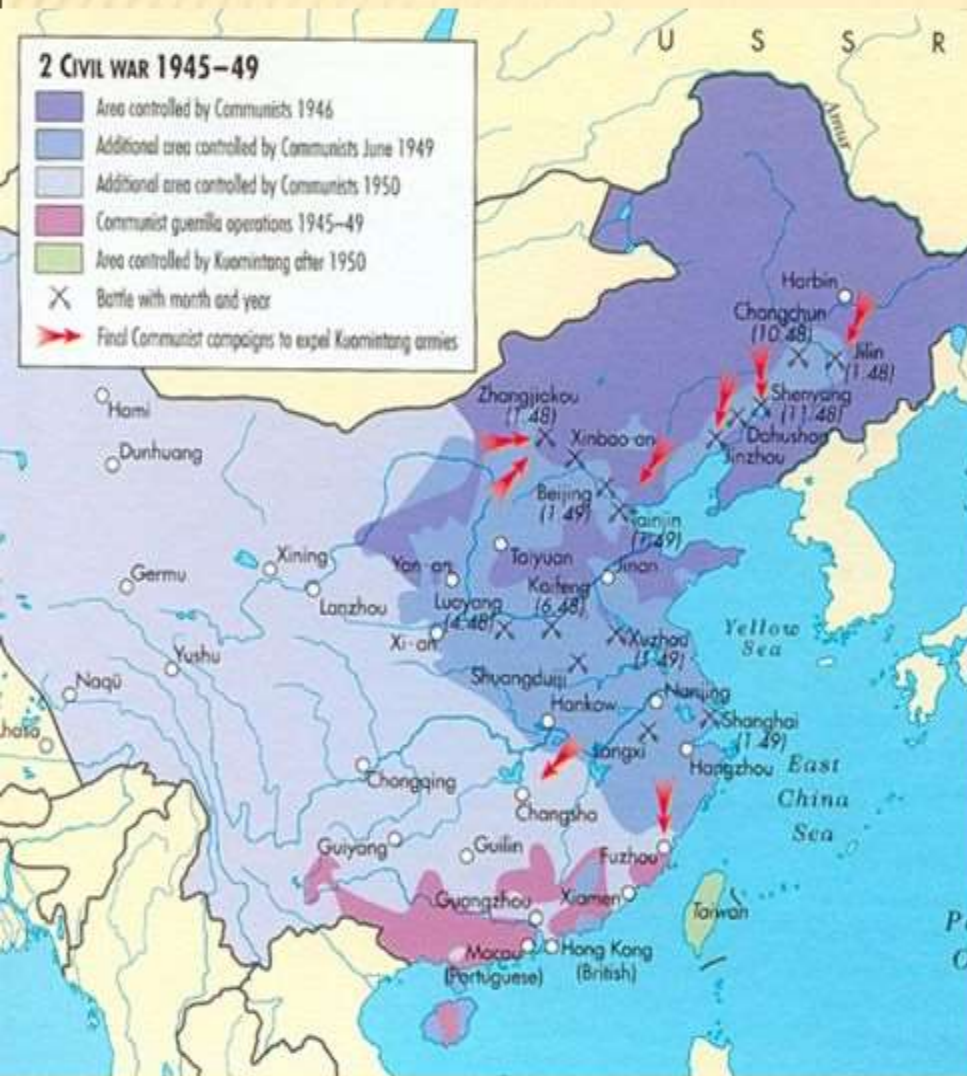 U S S R
2 CIVIL WAR 1945–49
Area controlled by Communists 1946
Additional area controlled by Communists June 1949
Additional area controlled by Communists 1950
Communist guerilla operations 1945–49
Area controlled by Kuomintang after 1950
Battle with month and year
Final Communist campaigns to expel Kuomintang armies
Amur
Harbin
Changchun
(10.48)
Jilin
(1.48)
Zhangjiakou
(1.48)
Shenyang
(11.48)
Hami
Xinbao-an
Dahushan
Jinzhou
Dunhuang
Beijing
(1.49)
Tainjin
(1.49)
Xining
Yan-an
Taiyuan
Jinan
Germu
Lanzhou
Luoyang
(4.48)
Kaifeng
(6.48)
Xi-an
Xuzhou
(1.49)
Yellow
Sea
Yushu
Shuangduiji
Naqü
Nanjing
Hankow
Shanghai
(1.49)
Langxi
Hangzhou
East
China
Sea
Chongqing
Changsha
Guiyang
Guilin
Fuzhou
Guangzhou
Xiamen
Taiwan
Macau
(Portuguese)
Hong Kong
(British)